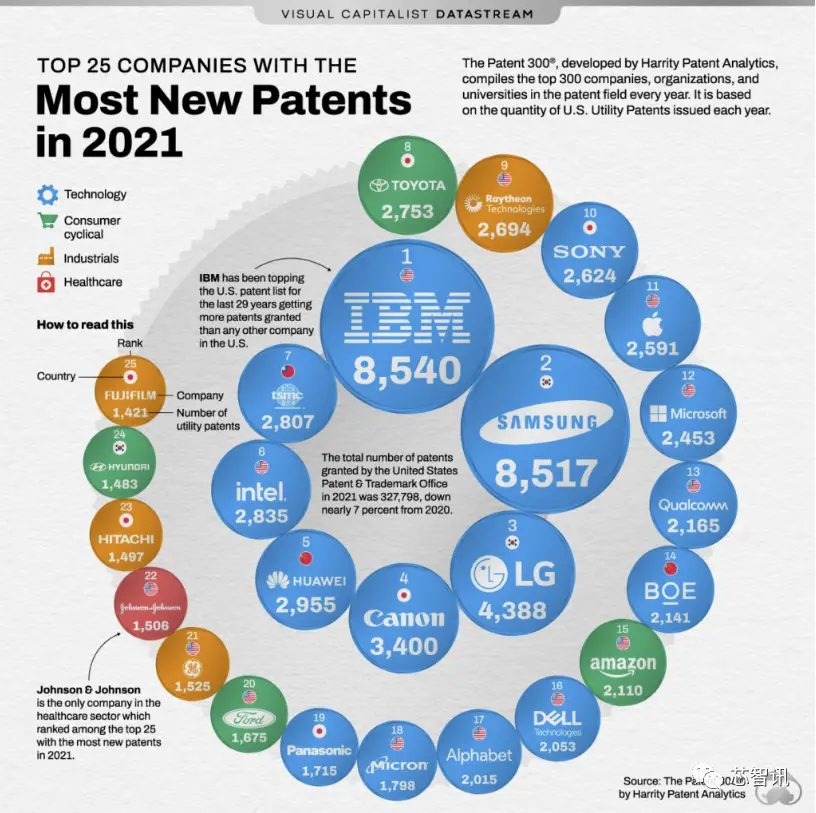 VISUAL CAPITALIST DATASTREAM
TOP 25 COMPANIES WITH THE
Most New Patents
in 2021
The Patent 300®, developed by Harrity Patent Analytics,
compiles the top 300 companies, organizations, and
universities in the patent field every year. It is based
on the quantity of U.S. Utility Patents issued each year.
Technology
Consumer
cyclical
Industrials
Healthcare
How to read this
Rank
Country
Company
Number of
utility patents
IBM has been topping
the U.S. patent list for
the last 29 years getting
more patents granted
than any other company
in the U.S.
1
IBM
8,540
2
SAMSUNG
8,517
3
LG
4,388
4
Canon
3,400
5
HUAWEI
2,955
6
intel.
2,835
7
tsmc
2,807
8
TOYOTA
2,753
9
Raytheon
Technologies
2,694
10
SONY
2,624
11
2,591
12
Microsoft
2,453
13
Qualcomm
2,165
14
BOE
2,141
15
amazon
2,110
16
DELL
Technologies
2,053
17
Alphabet
2,015
18
Micron
1,798
19
Panasonic
1,715
20
Ford
1,675
21
GE
1,525
22
Johnson & Johnson
1,506
23
HITACHI
1,497
24
HYUNDAI
1,483
25
FUJIFILM
1,421
The total number of patents
granted by the United States
Patent & Trademark Office
in 2021 was 327,798, down
nearly 7 percent from 2020.
Johnson & Johnson
is the only company in the
healthcare sector which
ranked among the top 25
with the most new patents
in 2021.
Source: The Patent 300®
by Harrity Patent Analytics
芯智讯